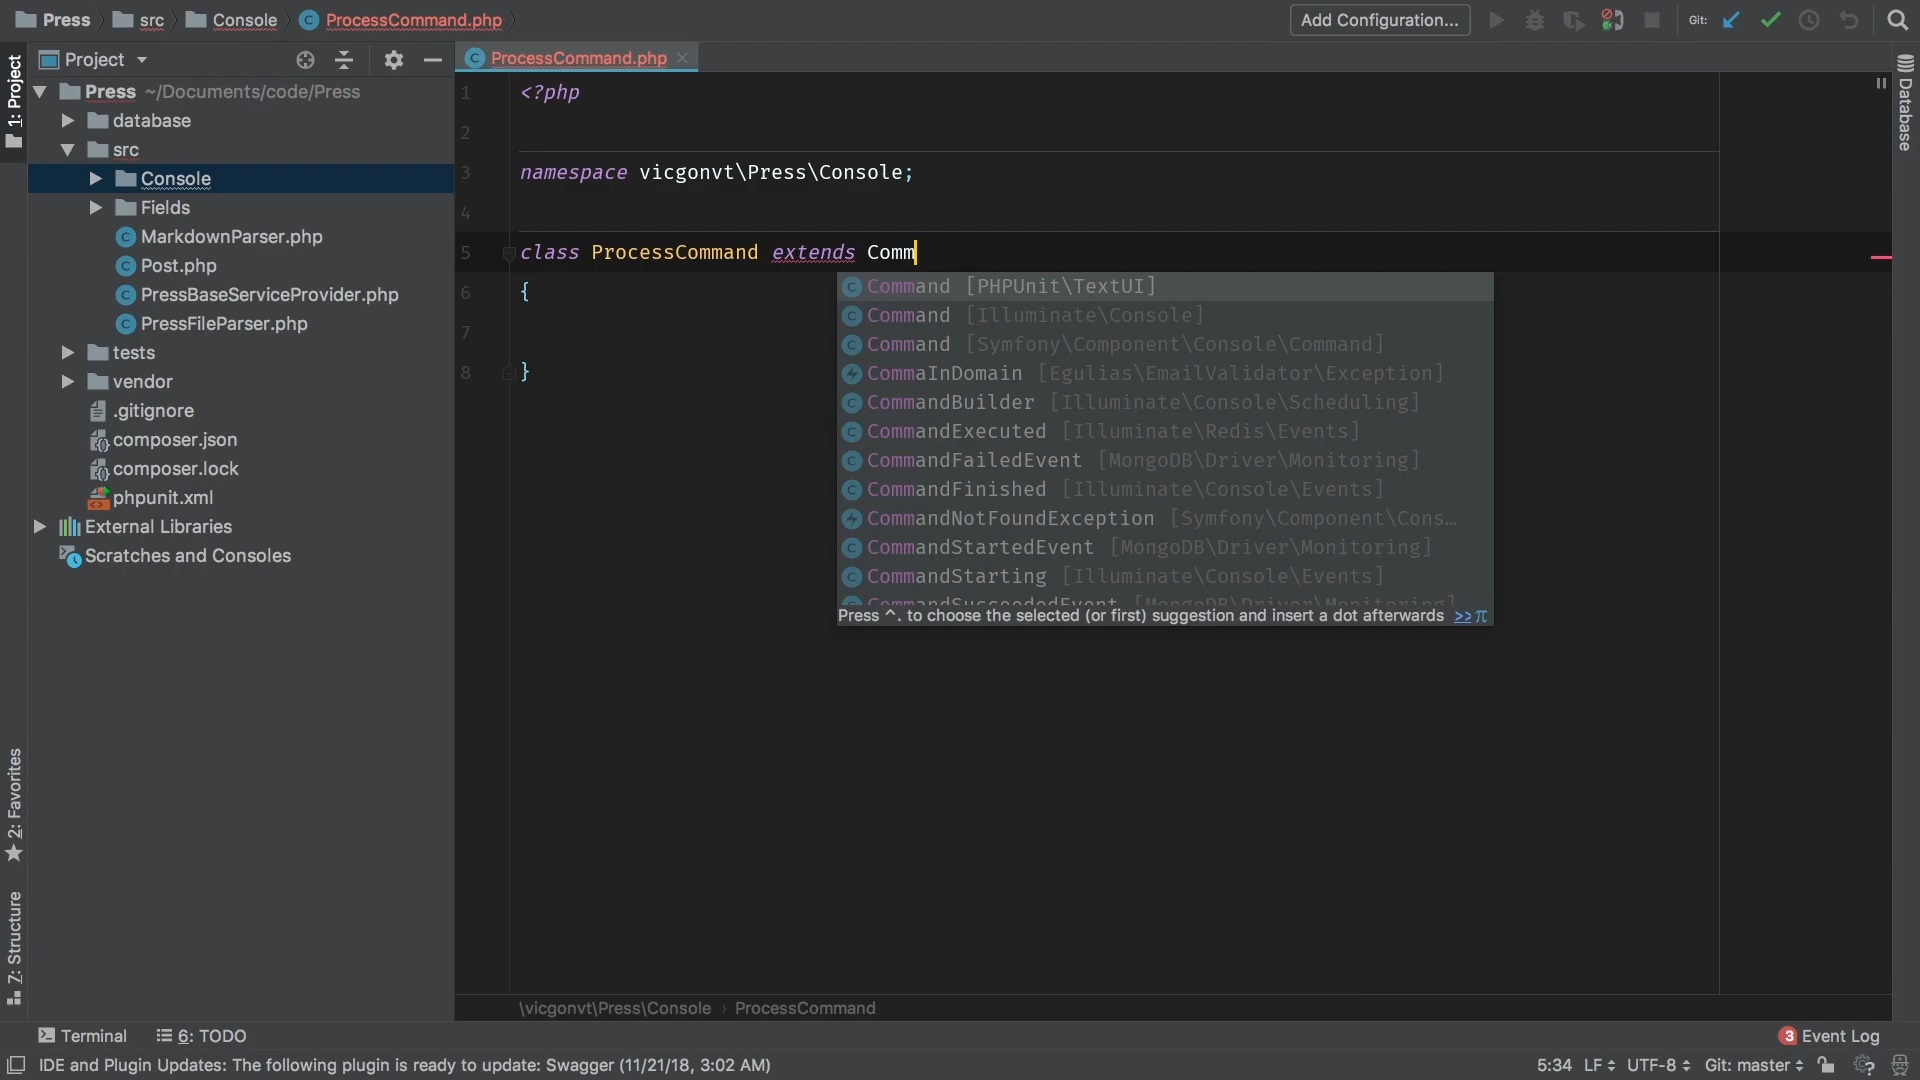 Press src Console ProcessCommand.php Add Configuration... Git:
1: Project
Project
ProcessCommand.php
Database
Press ~/Documents/code/Press
database
src
Console
Fields
MarkdownParser.php
Post.php
PressBaseServiceProvider.php
PressFileParser.php
tests
vendor
.gitignore
composer.json
composer.lock
phpunit.xml
External Libraries
Scratches and Consoles
1 <?php
2
3 namespace vicgonvt\Press\Console;
4
5 class ProcessCommand extends Comm
6 {
7
8 }
Command [PHPUnit\TextUI]
Command [Illuminate\Console]
Command [Symfony\Component\Console\Command]
CommaInDomain [Egulias\EmailValidator\Exception]
CommandBuilder [Illuminate\Console\Scheduling]
CommandExecuted [Illuminate\Redis\Events]
CommandFailedEvent [MongoDB\Driver\Monitoring]
CommandFinished [Illuminate\Console\Events]
CommandNotFoundException [Symfony\Component\Cons...
CommandStartedEvent [MongoDB\Driver\Monitoring]
CommandStarting [Illuminate\Console\Events]
CommandSucceededEvent [MongoDB\Driver\Monitoring]
Press ^. to choose the selected (or first) suggestion and insert a dot afterwards >> π
2: Favorites
Z: Structure
\vicgonvt\Press\Console › ProcessCommand
Terminal 6: TODO 3 Event Log
IDE and Plugin Updates: The following plugin is ready to update: Swagger (11/21/18, 3:02 AM) 5:34 LF UTF-8 Git: master